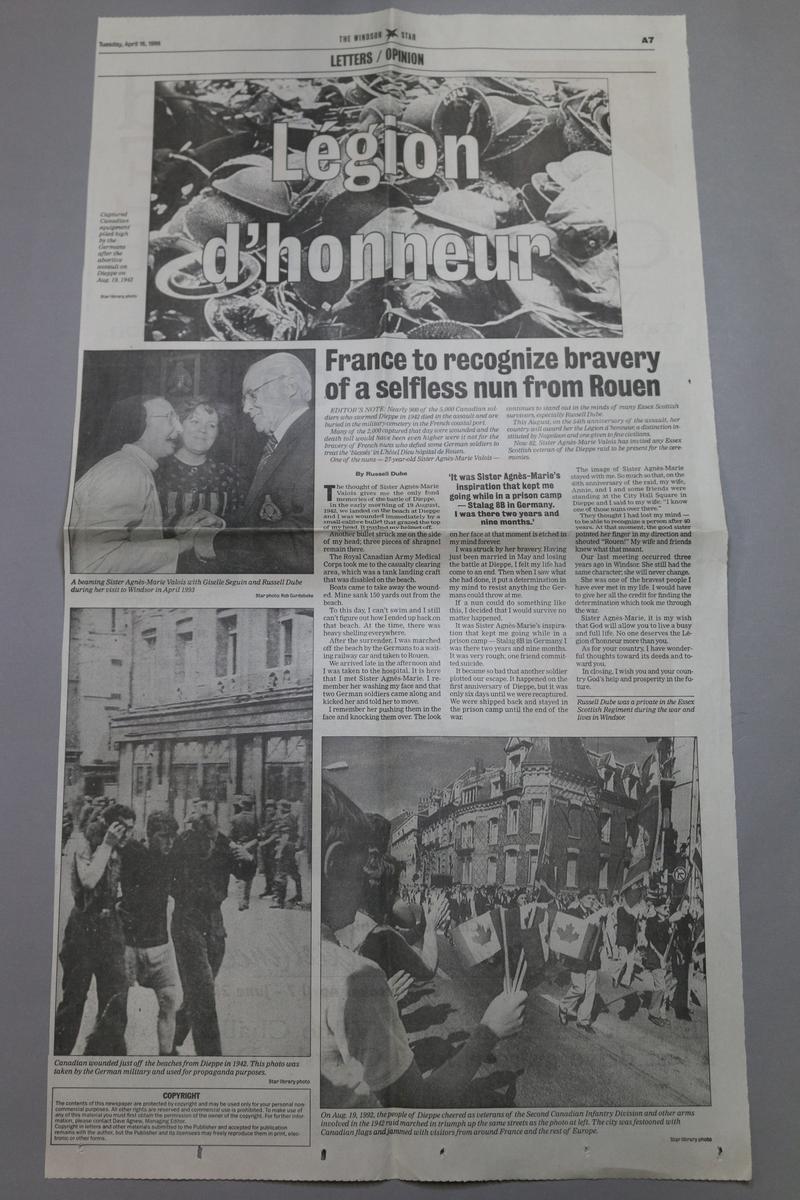 Tuesday, April 16, 1996
THE WINDSOR STAR
A7
LETTERS / OPINION
Légion
d'honneur
Captured
Canadian
equipment
piled high
by the
Germans
after the
abortive
assault on
Dieppe on
Aug. 19, 1942
Star library photo
France to recognize bravery
of a selfless nun from Rouen
EDITOR'S NOTE: Nearly 900 of the 5,000 Canadian sol-
diers who stormed Dieppe in 1942 died in the assault and are
buried in the military cemetery in the French coastal port.
Many of the 2,000 captured that day were wounded and the
death toll would have been even higher were it not for the
bravery of French nuns who defied some German soldiers to
treat the 'blessés' in L'hôtel Dieu hôpital de Rouen.
One of the nuns — 27-year-old Sister Agnès-Marie Valois —
continues to stand out in the minds of many Essex Scottish
survivors, especially Russell Dube.
This August, on the 54th anniversary of the assault, her
country will award her the Légion d'honneur, a distinction in-
stituted by Napoleon and one given to few civilians.
Now 82, Sister Agnès-Marie Valois has invited any Essex
Scottish veteran of the Dieppe raid to be present for the cere-
monies.
A beaming Sister Agnès-Marie Valois with Giselle Seguin and Russell Dube
during her visit to Windsor in April 1993
Star photo: Rob Gurdebeke
By Russell Dube
The thought of Sister Agnès-Marie
Valois gives me the only fond
memories of the battle of Dieppe.
In the early morning of 19 August,
1942, we landed on the beach at Dieppe
and I was wounded immediately by a
small-calibre bullet that grazed the top
of my head. It pushed my helmet off.
Another bullet struck me on the side
of my head; three pieces of shrapnel
remain there.
The Royal Canadian Army Medical
Corps took me to the casualty clearing
area, which was a tank landing craft
that was disabled on the beach.
Boats came to take away the wound-
ed. Mine sank 150 yards out from the
beach.
To this day, I can't swim and I still
can't figure out how I ended up back on
that beach. At the time, there was
heavy shelling everywhere.
After the surrender, I was marched
off the beach by the Germans to a wait-
ing railway car and taken to Rouen.
We arrived late in the afternoon and
I was taken to the hospital. It is here
that I met Sister Agnès-Marie. I re-
member her washing my face and that
two German soldiers came along and
kicked her and told her to move.
I remember her pushing them in the
face and knocking them over. The look
'It was Sister Agnès-Marie's
inspiration that kept me
going while in a prison camp
— Stalag 8B in Germany.
I was there two years and
nine months.'
on her face at that moment is etched in
my mind forever.
I was struck by her bravery. Having
just been married in May and losing
the battle at Dieppe, I felt my life had
come to an end. Then when I saw what
she had done, it put a determination in
my mind to resist anything the Ger-
mans could throw at me.
If a nun could do something like
this, I decided that I would survive no
matter happened.
It was Sister Agnès-Marie's inspira-
tion that kept me going while in a
prison camp — Stalag 8B in Germany. I
was there two years and nine months.
It was very rough; one friend commit-
ted suicide.
It became so bad that another soldier
plotted our escape. It happened on the
first anniversary of Dieppe, but it was
only six days until we were recaptured.
We were shipped back and stayed in
the prison camp until the end of the
war.
The image of Sister Agnès-Marie
stayed with me. So much so that, on the
40th anniversary of the raid, my wife,
Annie, and I and some friends were
standing at the City Hall Square in
Dieppe and I said to my wife: "I know
one of those nuns over there."
They thought I had lost my mind —
to be able to recognize a person after 40
years. At that moment, the good sister
pointed her finger in my direction and
shouted "Rouen!" My wife and friends
knew what that meant.
Our last meeting occurred three
years ago in Windsor. She still had the
same character; she will never change.
She was one of the bravest people I
have ever met in my life. I would have
to give her all the credit for finding the
determination which took me through
the war.
Sister Agnès-Marie, it is my wish
that God will allow you to live a busy
and full life. No one deserves the Lé-
gion d'honneur more than you.
As for your country, I have wonder-
ful thoughts toward its deeds and to-
ward you.
In closing, I wish you and your coun-
try God's help and prosperity in the fu-
ture.
Russell Dube was a private in the Essex
Scottish Regiment during the war and
lives in Windsor.
Canadian wounded just off the beaches from Dieppe in 1942. This photo was
taken by the German military and used for propaganda purposes.
Star library photo
COPYRIGHT
The contents of this newspaper are protected by copyright and may be used only for your personal non-
commercial purposes. All other rights are reserved and commercial use is prohibited. To make use of
any of this material you must first obtain the permission of the owner of the copyright. For further infor-
mation, please contact Dave Agnew, Managing Editor.
Copyright in letters and other materials submitted to the Publisher and accepted for publication
remains with the author, but the Publisher and its licensees may freely reproduce them in print, elec-
tronic or other forms.
On Aug. 19, 1992, the people of Dieppe cheered as veterans of the Second Canadian Infantry Division and other arms
involved in the 1942 raid marched in triumph up the same streets as the photo at left. The city was festooned with
Canadian flags and jammed with visitors from around France and the rest of Europe.
Star library photo